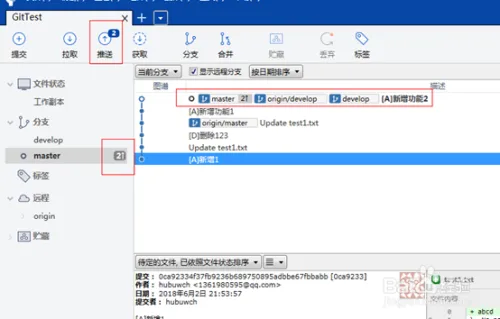 GitTest ×
2
提交 拉取 推送 获取 分支 合并 贮藏 丢弃 标签
文件状态
工作副本
分支
develop
master 2↑
标签
远程
origin
贮藏
当前分支 显示远程分支 按日期排序
图谱 描述
master 2↑ origin/develop develop [A]新增功能2
[A]新增功能1
origin/master Update test1.txt
[D]删除123
Update test1.txt
[A]新增1
待定的文件, 已依照文件状态排序
提交: 0ca92334f37fb9236b689750895adbbe67fbbabb [0ca9233]
作者: hubuwch <1361980595@qq.com>
日期: 2018年6月2日 21:53:57
提交者: hubuwch
[A]新增1
文件内容
+ abcd